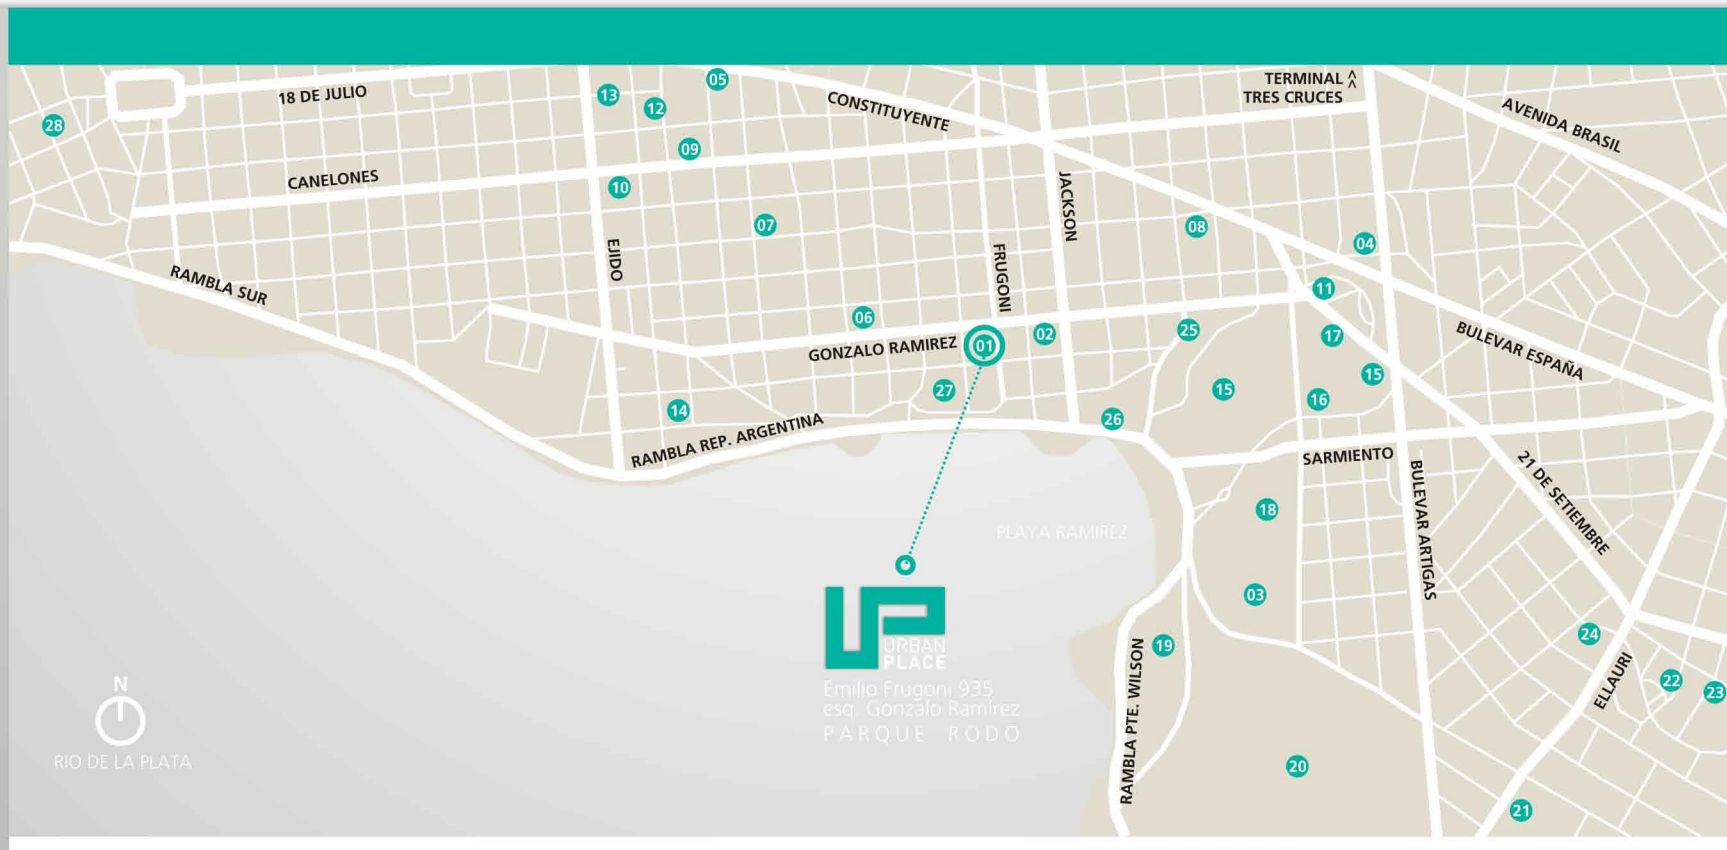 05
TERMINAL
TRES CRUCES
13
18 DE JULIO
12
CONSTITUYENTE
AVENIDA BRASIL
28
09
CANELONES
10
JACKSON
07
08
04
EJIDO
FRUGONI
RAMBLA SUR
11
06
02
25
17
GONZALO RAMIREZ
01
BULEVAR ESPAÑA
15
27
15
16
14
26
RAMBLA REP. ARGENTINA
SARMIENTO
21 DE SETIEMBRE
BULEVAR ARTIGAS
18
PLAYA RAMIREZ
03
24
19
URBAN
PLACE
RAMBLA PTE. WILSON
ELLAURI
22
23
N
Emilio Frugoni 935
esq. Gonzalo Ramírez
PARQUE RODO
RIO DE LA PLATA
20
21